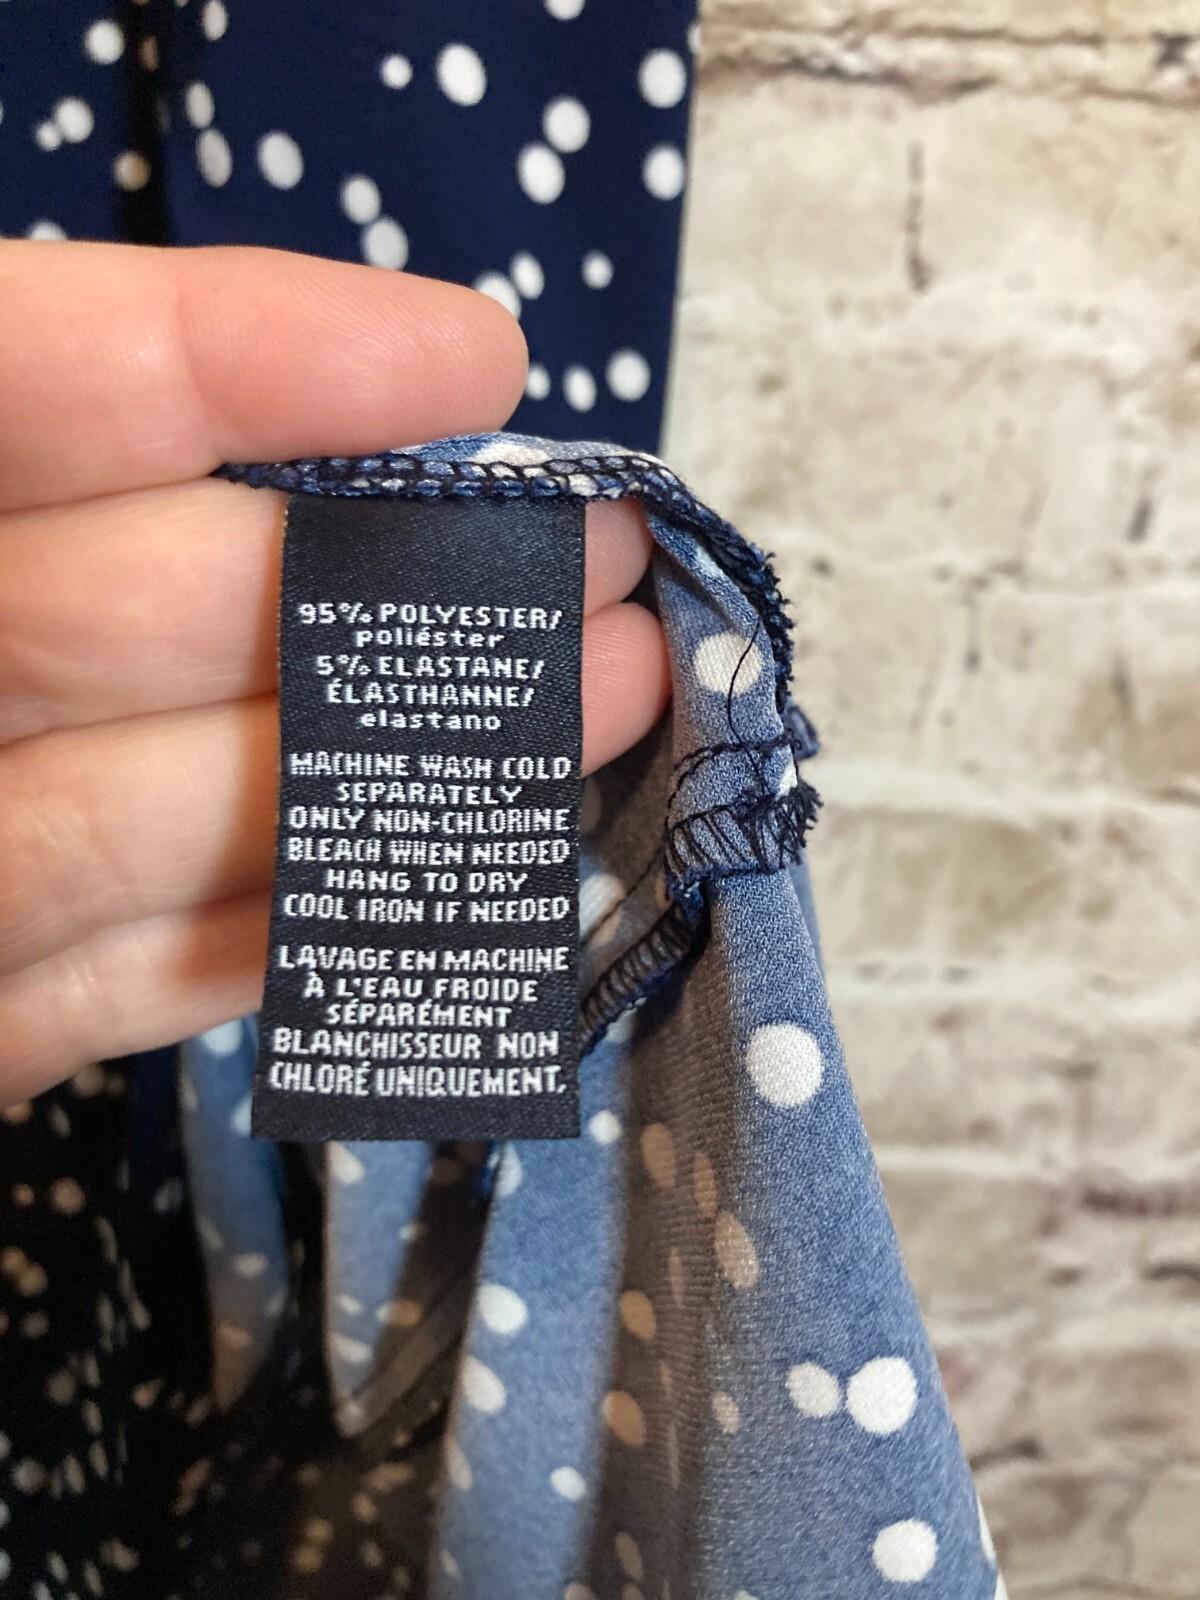 95% POLYESTER/
poliéster
5% ELASTANE/
ÉLASTHANNE/
elastano
MACHINE WASH COLD
SEPARATELY
ONLY NON-CHLORINE
BLEACH WHEN NEEDED
HANG TO DRY
COOL IRON IF NEEDED
LAVAGE EN MACHINE
À L'EAU FROIDE
SÉPARÉMENT
BLANCHISSEUR NON
CHLORÉ UNIQUEMENT,